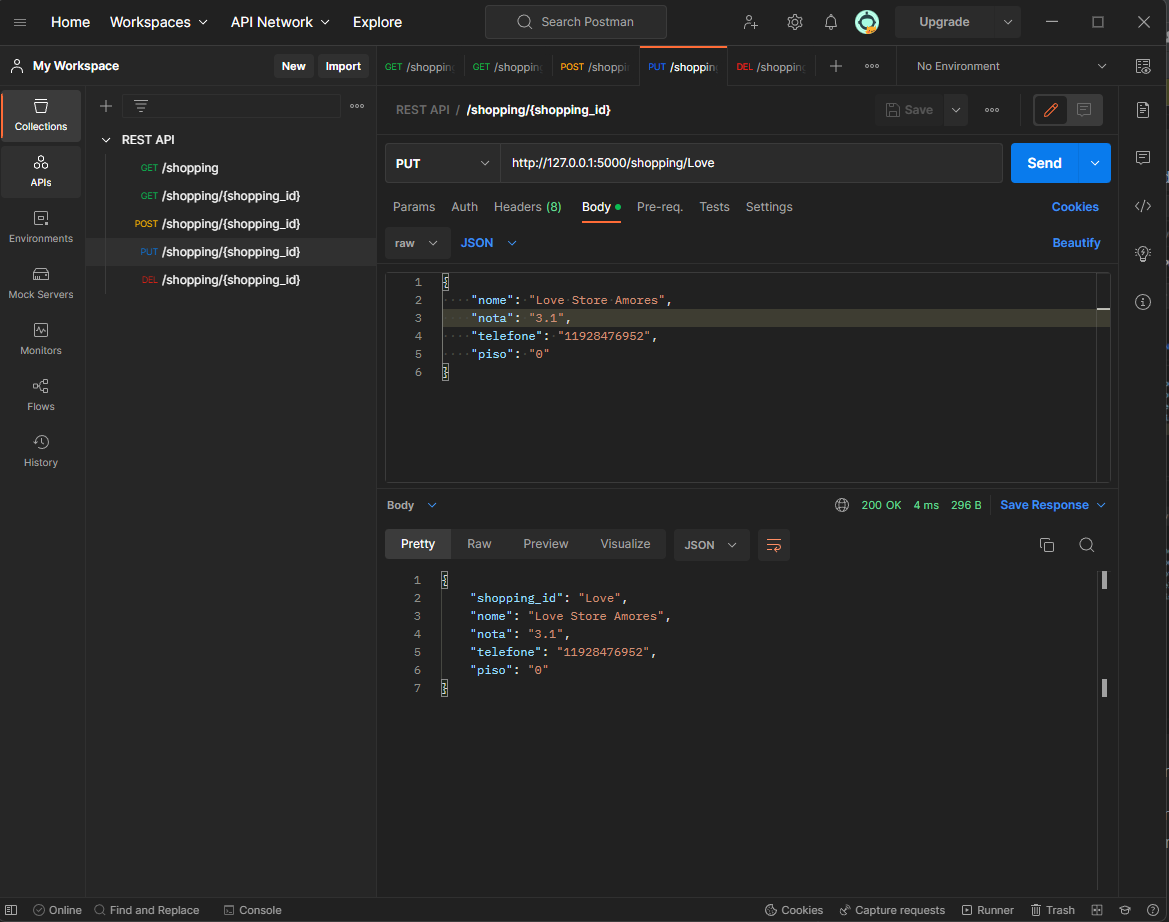 Home Workspaces API Network Explore Search Postman Upgrade
My Workspace New Import GET /shopping GET /shopping POST /shoppi PUT /shopping DEL /shopping No Environment
Collections
APIs
Environments
Mock Servers
Monitors
Flows
History
REST API
GET /shopping
GET /shopping/{shopping_id}
POST /shopping/{shopping_id}
PUT /shopping/{shopping_id}
DEL /shopping/{shopping_id}
REST API / /shopping/{shopping_id} Save
PUT http://127.0.0.1:5000/shopping/Love Send
Params Auth Headers (8) Body Pre-req. Tests Settings Cookies
raw JSON Beautify
1 {
2 ····"nome":·"Love·Store·Amores",
3 ····"nota":·"3.1",
4 ····"telefone":·"11928476952",
5 ····"piso":·"0"
6 }
Body 200 OK 4 ms 296 B Save Response
Pretty Raw Preview Visualize JSON
1 {
2 "shopping_id": "Love",
3 "nome": "Love Store Amores",
4 "nota": "3.1",
5 "telefone": "11928476952",
6 "piso": "0"
7 }
Online Find and Replace Console Cookies Capture requests Runner Trash